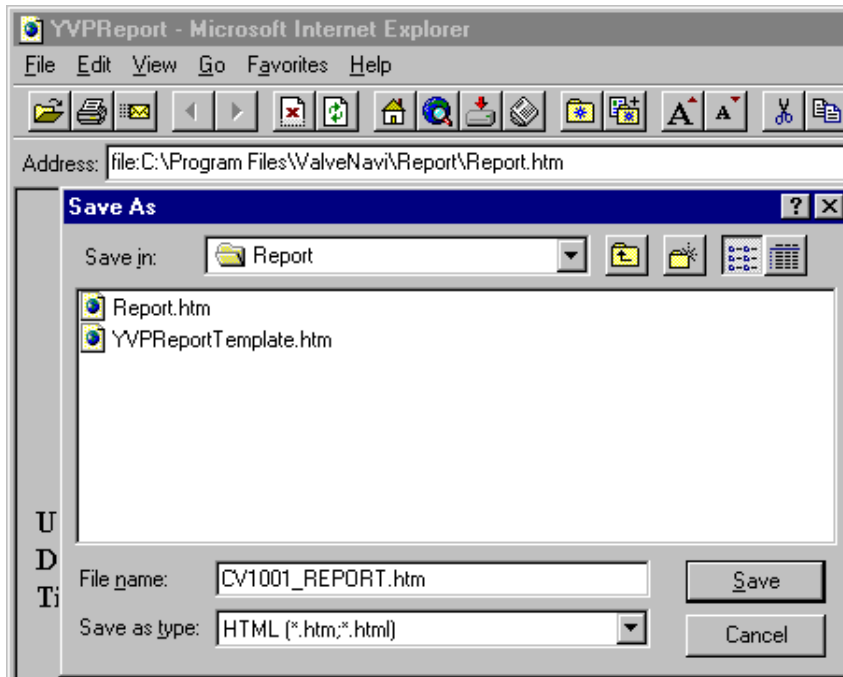 YVPReport - Microsoft Internet Explorer
File Edit View Go Favorites Help
A A
Address: file:C:\Program Files\ValveNavi\Report\Report.htm
Save As
Save in: Report
Report.htm
YVPReportTemplate.htm
U
D
Ti
File name: CV1001_REPORT.htm Save
Save as type: HTML (*.htm;*.html) Cancel